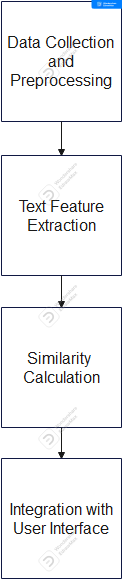 Data Collection
and
Preprocessing
Text Feature
Extraction
Similarity
Calculation
Integration with
User Interface